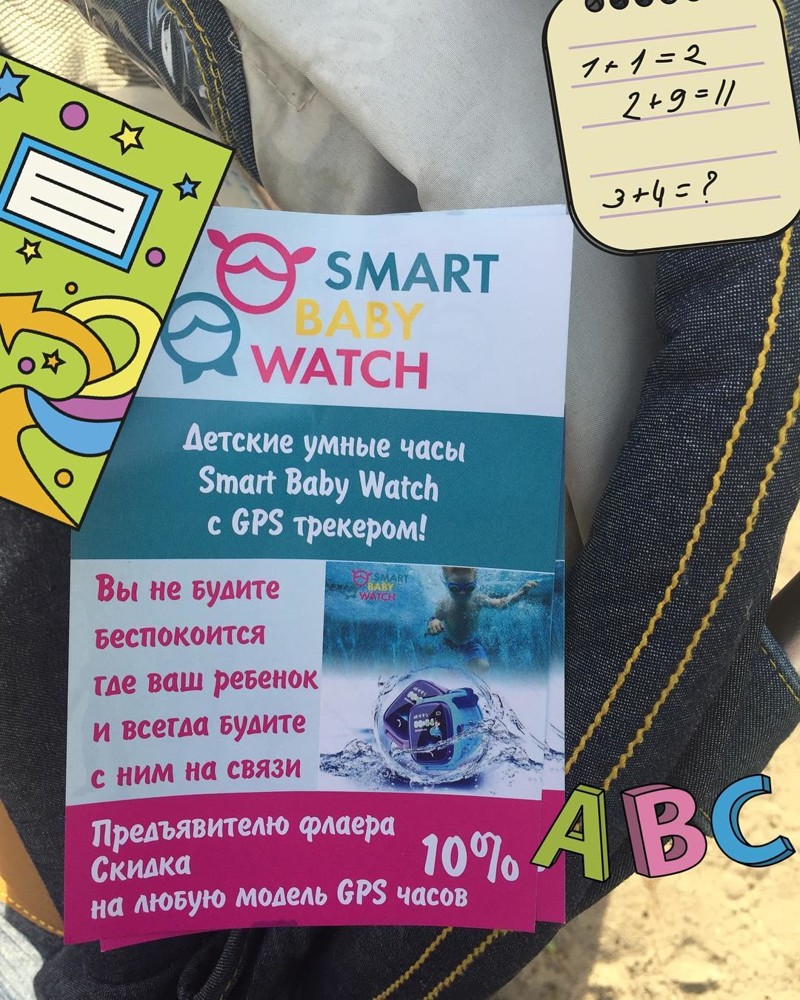 1+1=2
2+9=11
3+4=?
SMART
BABY
WATCH
Детские умные часы
Smart Baby Watch
с GPS трекером!
Вы не будите
беспокоится
где ваш ребенок
и всегда будите
с ним на связи
SMART
BABY
WATCH
Предъявителю флаера
Скидка 10%
на любую модель GPS часов
ABC